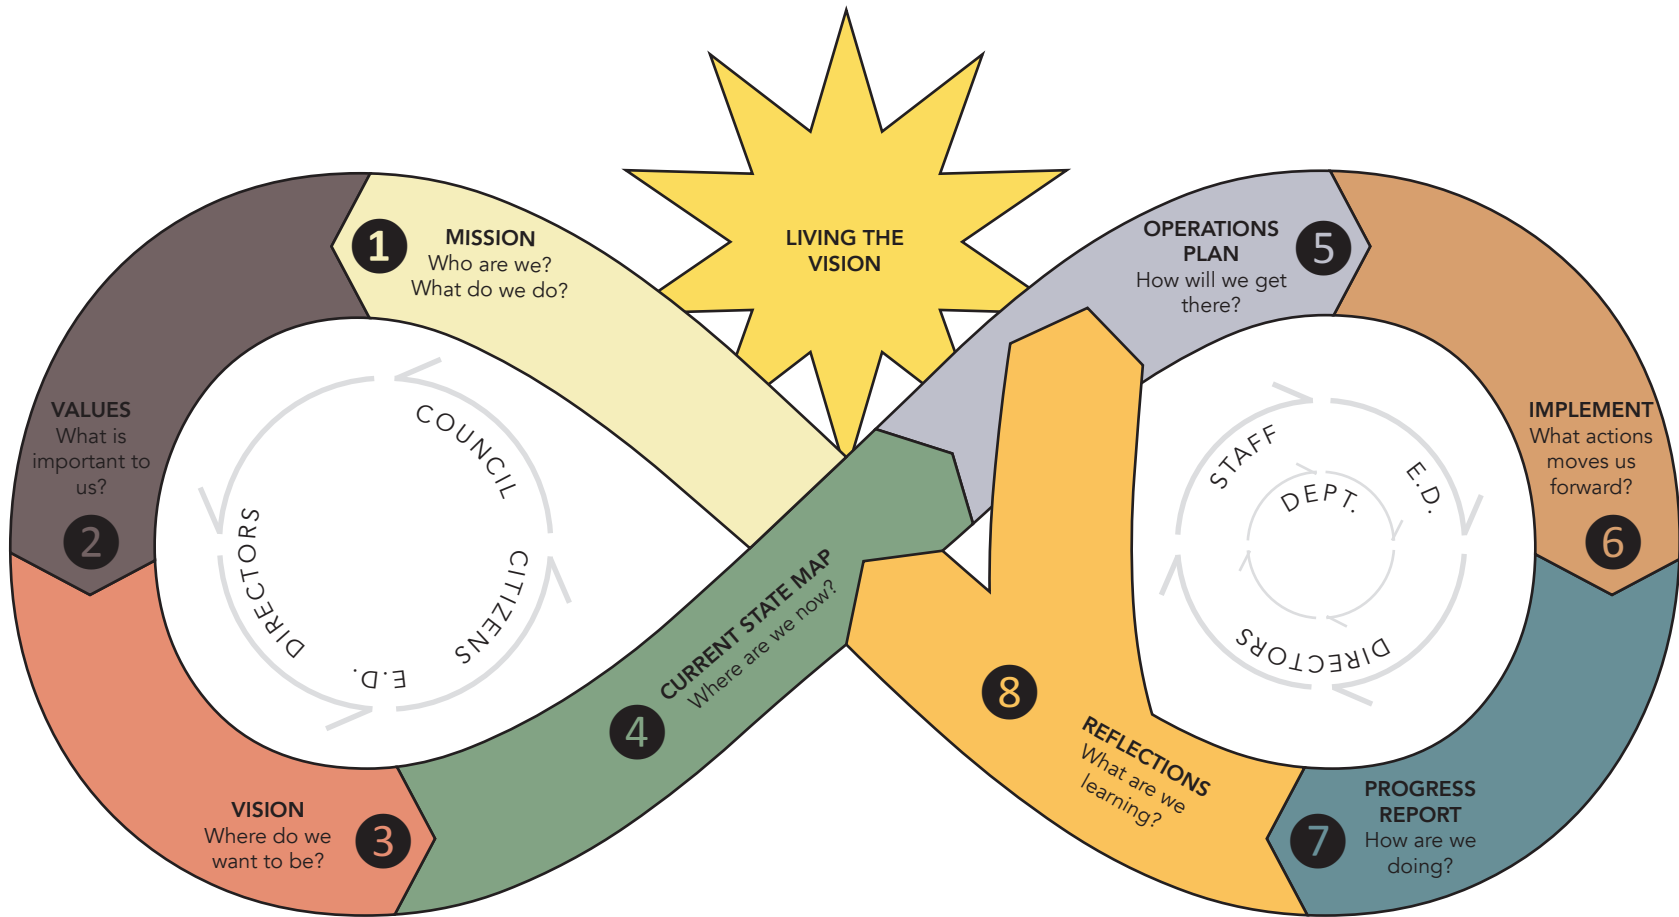 LIVING THE
VISION
1
MISSION
Who are we?
What do we do?
VALUES
What is
important to
us?
2
VISION
Where do we
want to be?
3
4
CURRENT STATE MAP
Where are we now?
OPERATIONS
PLAN
How will we get
there?
5
IMPLEMENT
What actions
moves us
forward?
6
PROGRESS
REPORT
How are we
doing?
7
8
REFLECTIONS
What are we
learning?
COUNCIL
DIRECTORS
E.D.
CITIZENS
STAFF
E.D.
DEPT.
DIRECTORS